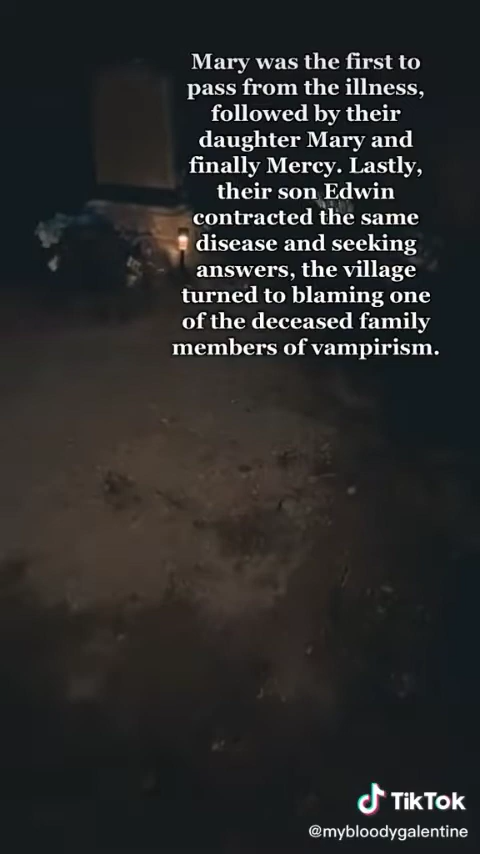 Mary was the first to
pass from the illness,
followed by their
daughter Mary and
finally Mercy. Lastly,
their son Edwin
contracted the same
disease and seeking
answers, the village
turned to blaming one
of the deceased family
members of vampirism.
TikTok
@mybloodygalentine